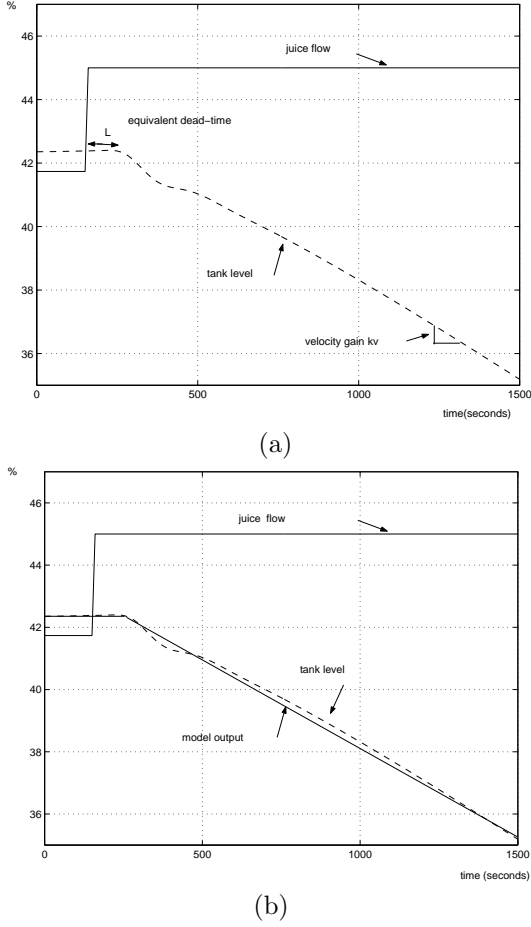 %
46
44
42
40
38
36
juice flow
equivalent dead-time
L
tank level
velocity gain kv
0
500
1000
1500
time(seconds)
(a)
%
46
44
42
40
38
36
juice flow
tank level
model output
0
500
1000
1500
time (seconds)
(b)